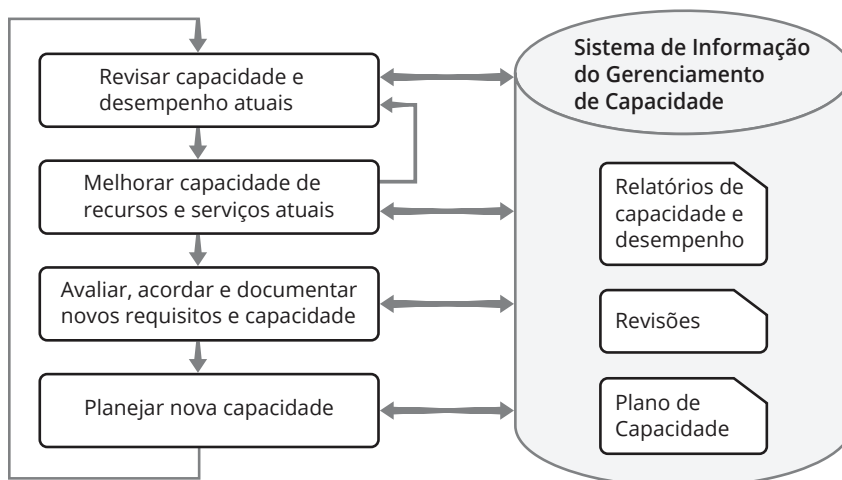 Revisar capacidade e
desempenho atuais
Melhorar capacidade de
recursos e serviços atuais
Avaliar, acordar e documentar
novos requisitos e capacidade
Planejar nova capacidade
Sistema de Informação
do Gerenciamento
de Capacidade
Relatórios de
capacidade e
desempenho
Revisões
Plano de
Capacidade